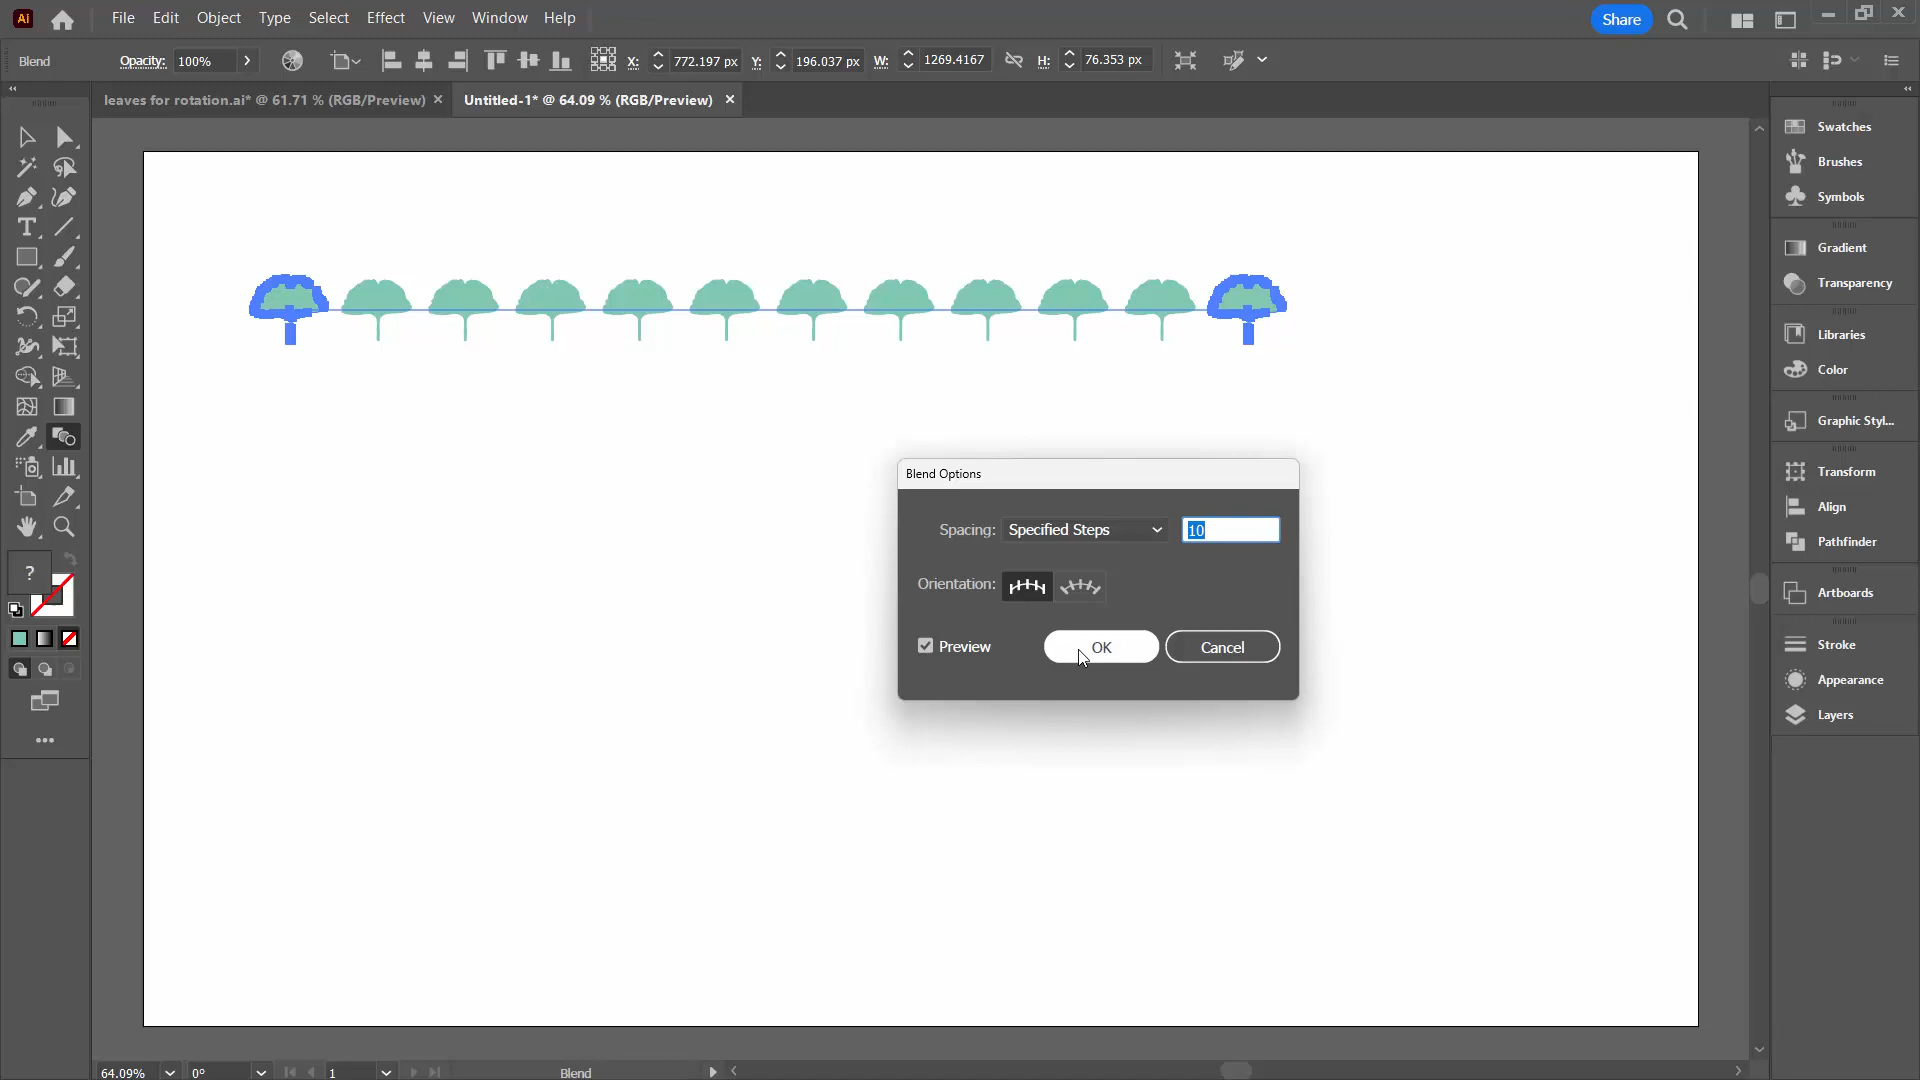 Ai File Edit Object Type Select Effect View Window Help Share
Blend Opacity: 100% X: 772.197 px Y: 196.037 px W: 1269.4167 H: 76.353 px
leaves for rotation.ai* @ 61.71 % (RGB/Preview) Untitled-1* @ 64.09 % (RGB/Preview)
Swatches
Brushes
Symbols
Gradient
Transparency
Libraries
Color
Graphic Styl...
Transform
Align
Pathfinder
Artboards
Stroke
Appearance
Layers
Blend Options
Spacing: Specified Steps 10
Orientation:
Preview OK Cancel
?
64.09% 0° 1 Blend